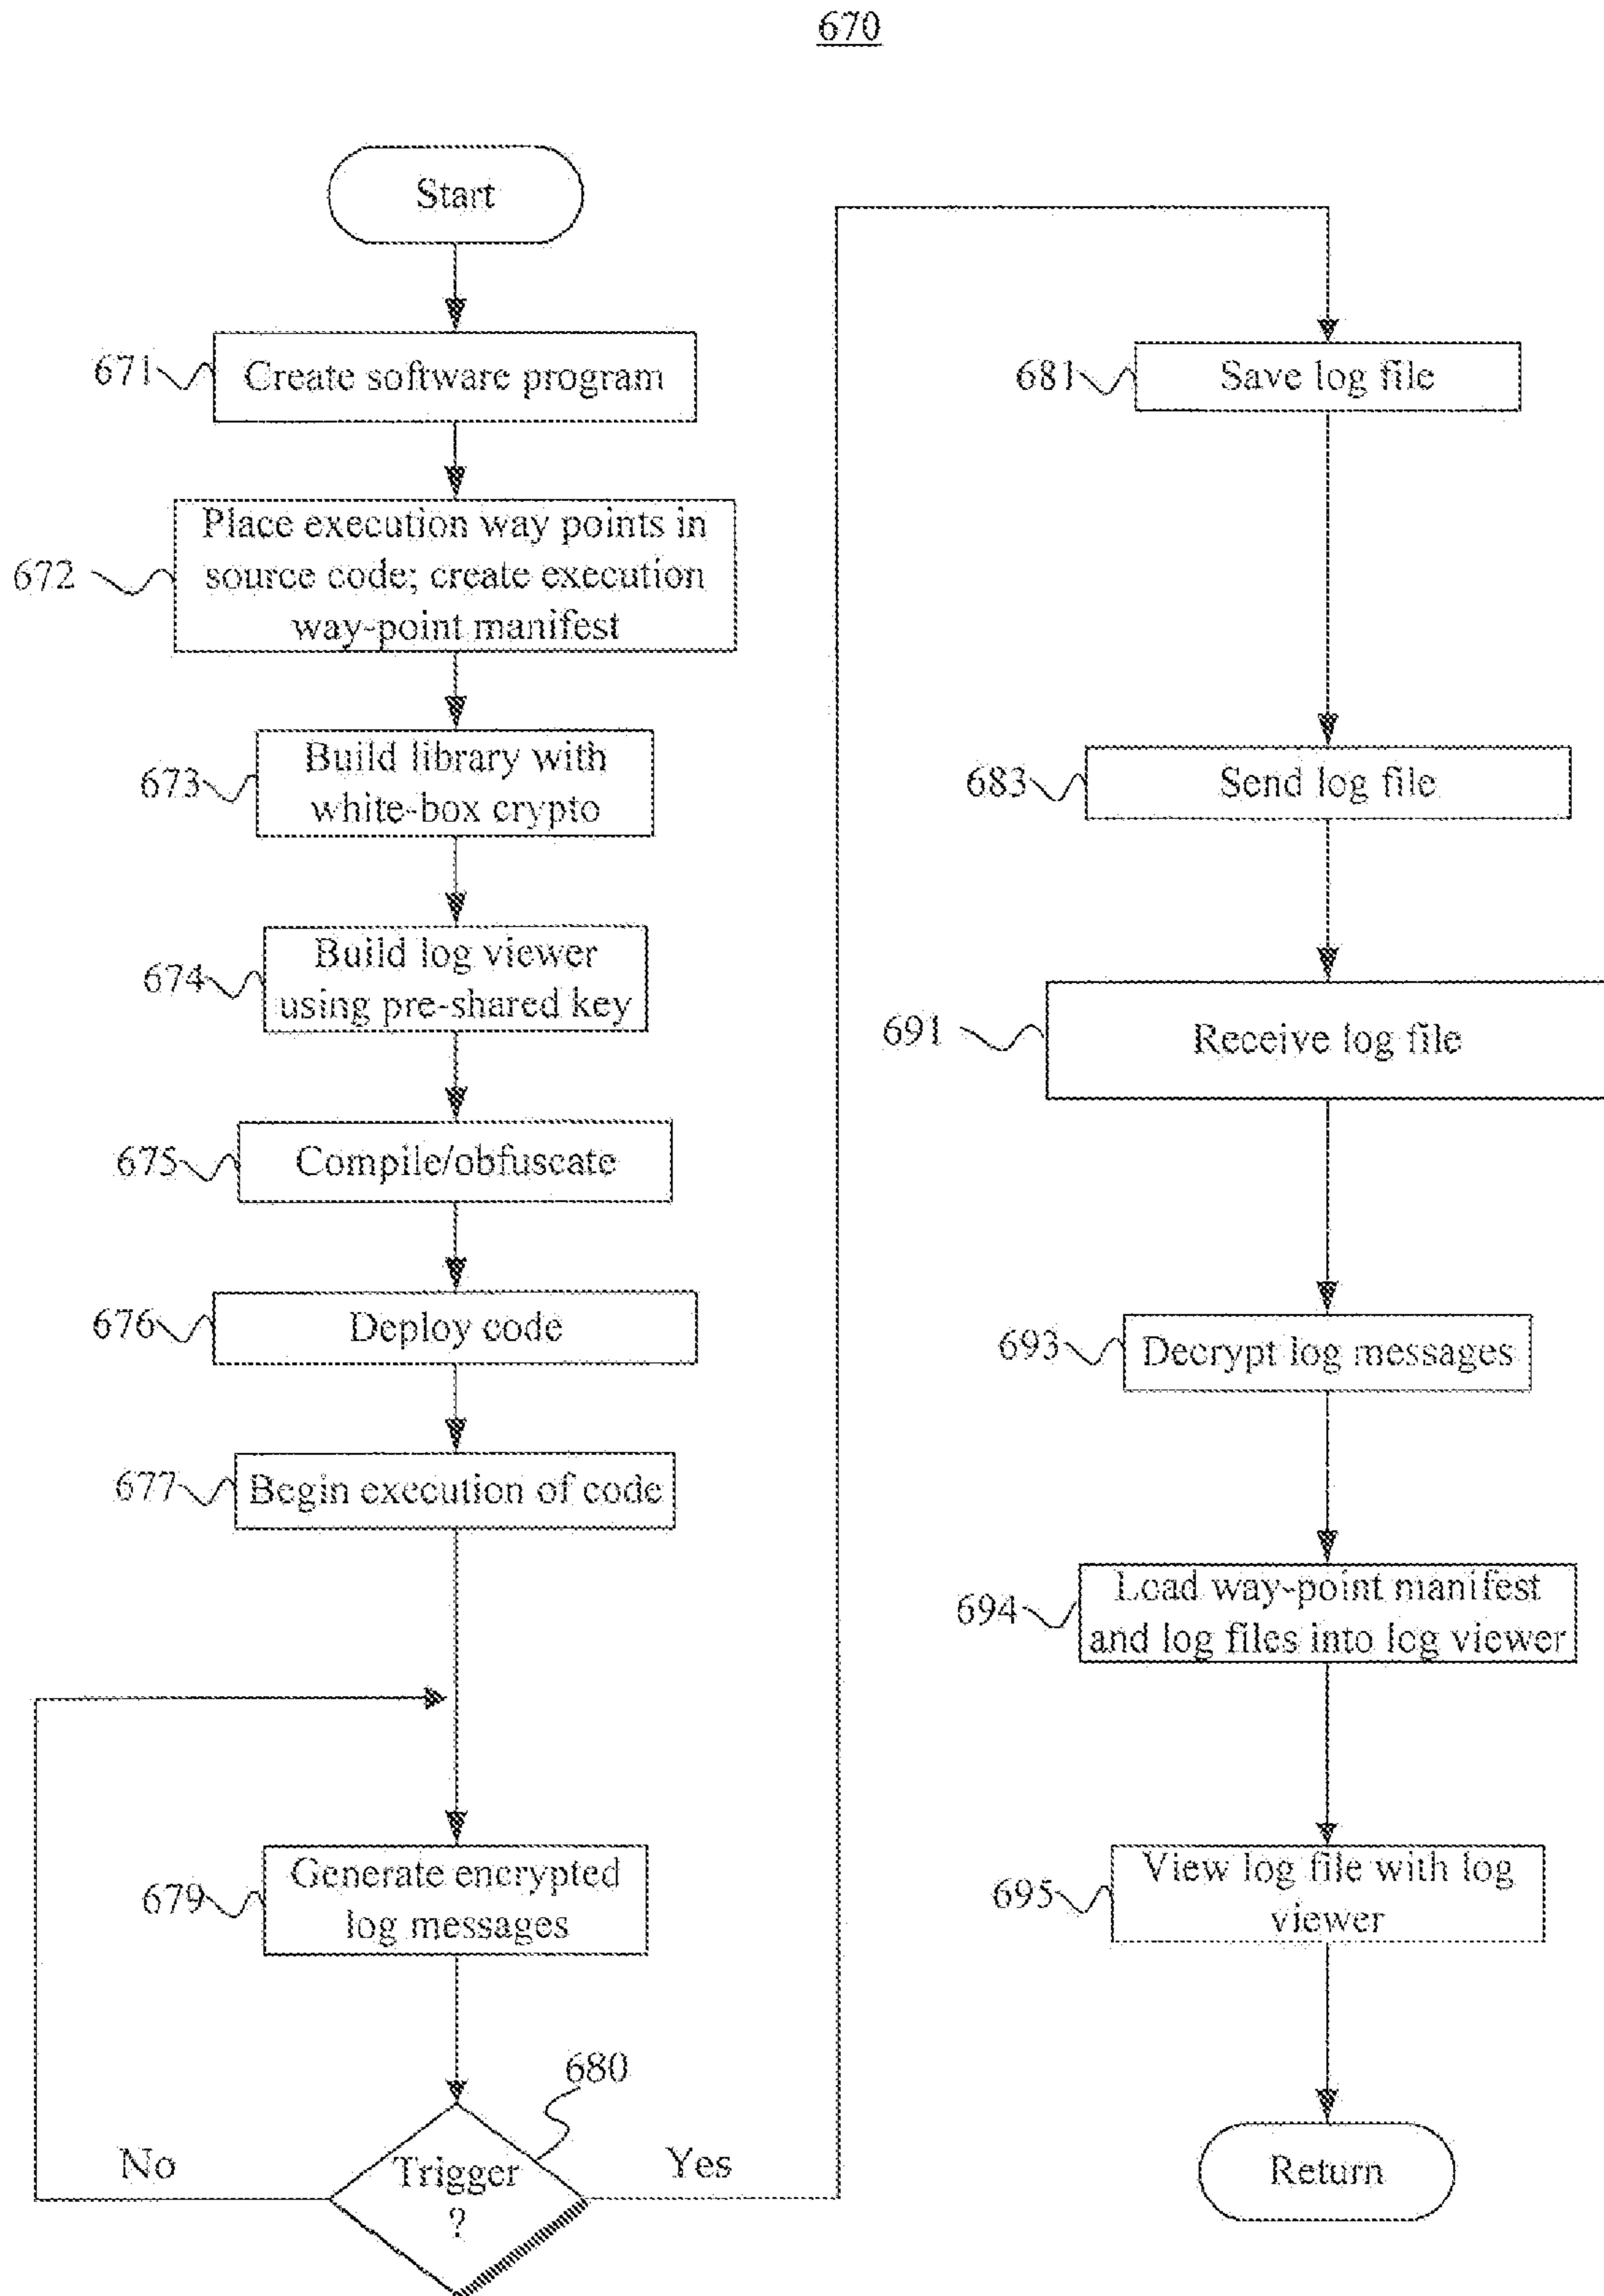 670
Start
671
Create software program
672
Place execution way points in
source code; create execution
way-point manifest
673
Build library with
white-box crypto
674
Build log viewer
using pre-shared key
675
Compile/obfuscate
676
Deploy code
677
Begin execution of code
679
Generate encrypted
log messages
680
Trigger
?
No
Yes
681
Save log file
683
Send log file
691
Receive log file
693
Decrypt log messages
694
Load way-point manifest
and log files into log viewer
695
View log file with log
viewer
Return